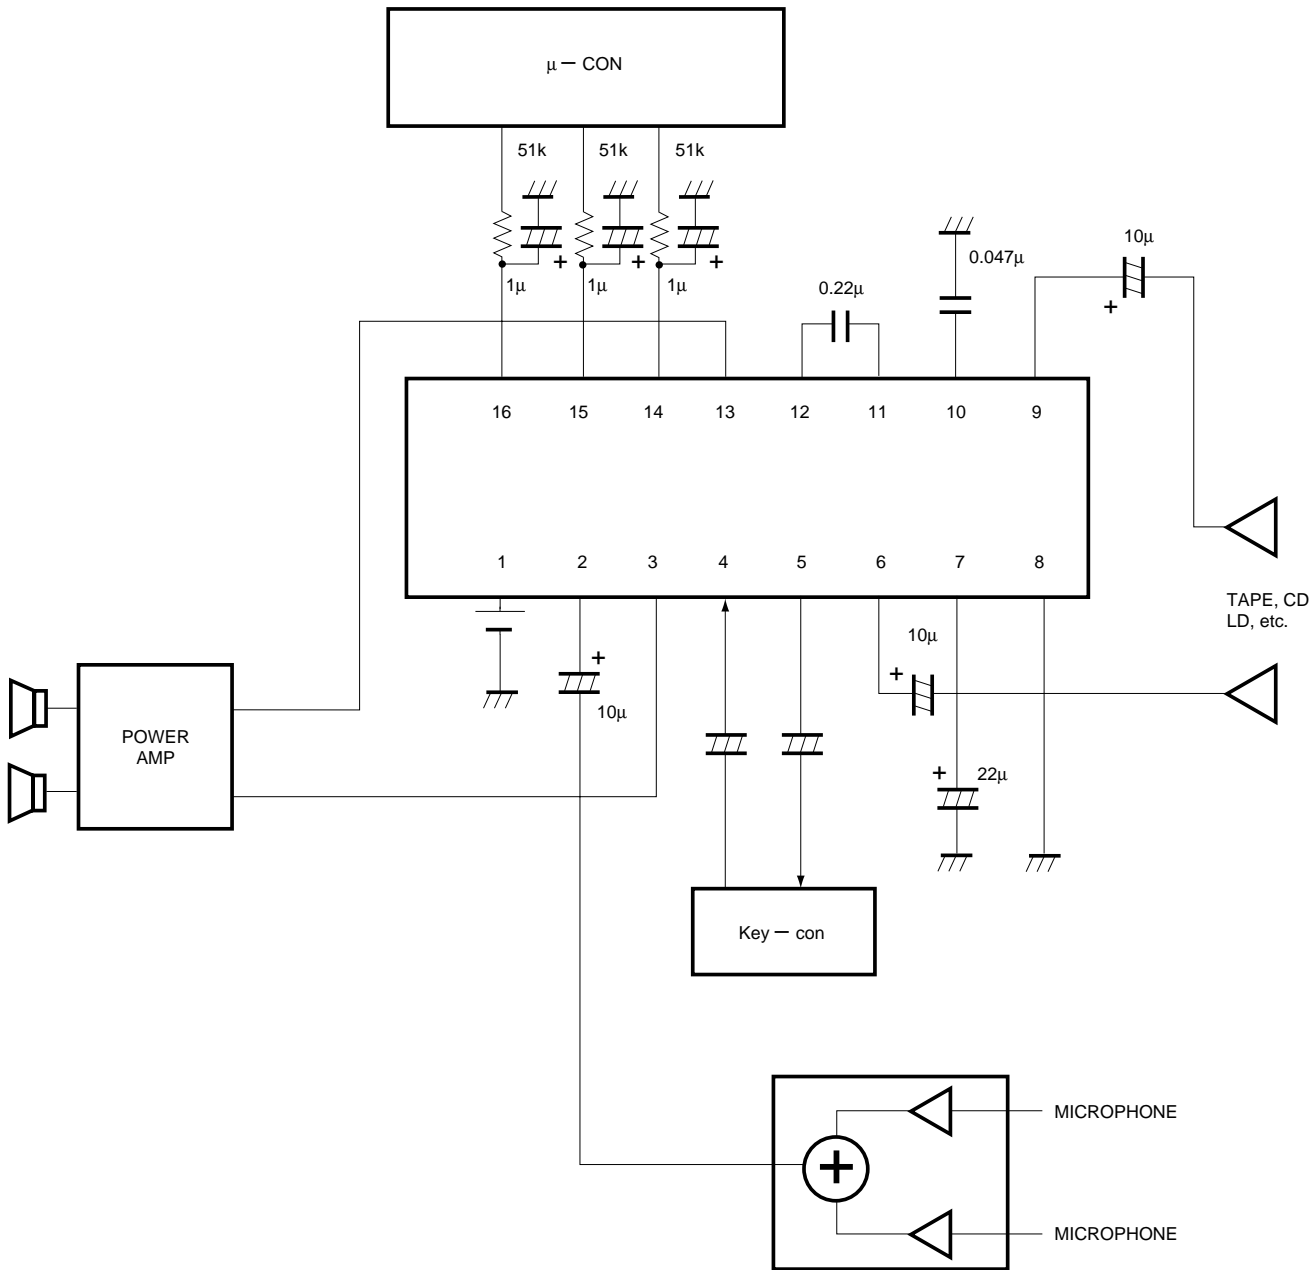 μ – CON
51k
51k
51k
+
+
+
1μ
1μ
1μ
0.22μ
0.047μ
10μ
+
16
15
14
13
12
11
10
9
1
2
3
4
5
6
7
8
TAPE, CD
LD, etc.
10μ
+
+
10μ
POWER
AMP
+
22μ
Key – con
MICROPHONE
+
MICROPHONE